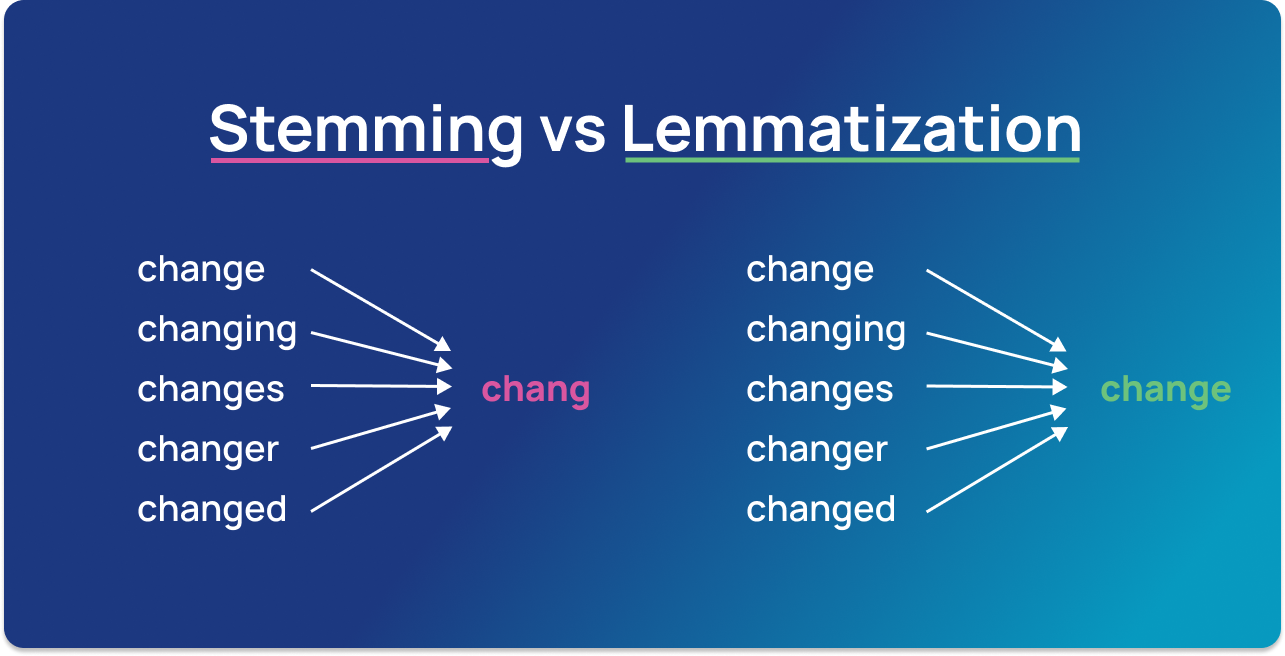 Stemming vs Lemmatization
change
changing
changes
changer
changed
chang
change
changing
changes
changer
changed
change